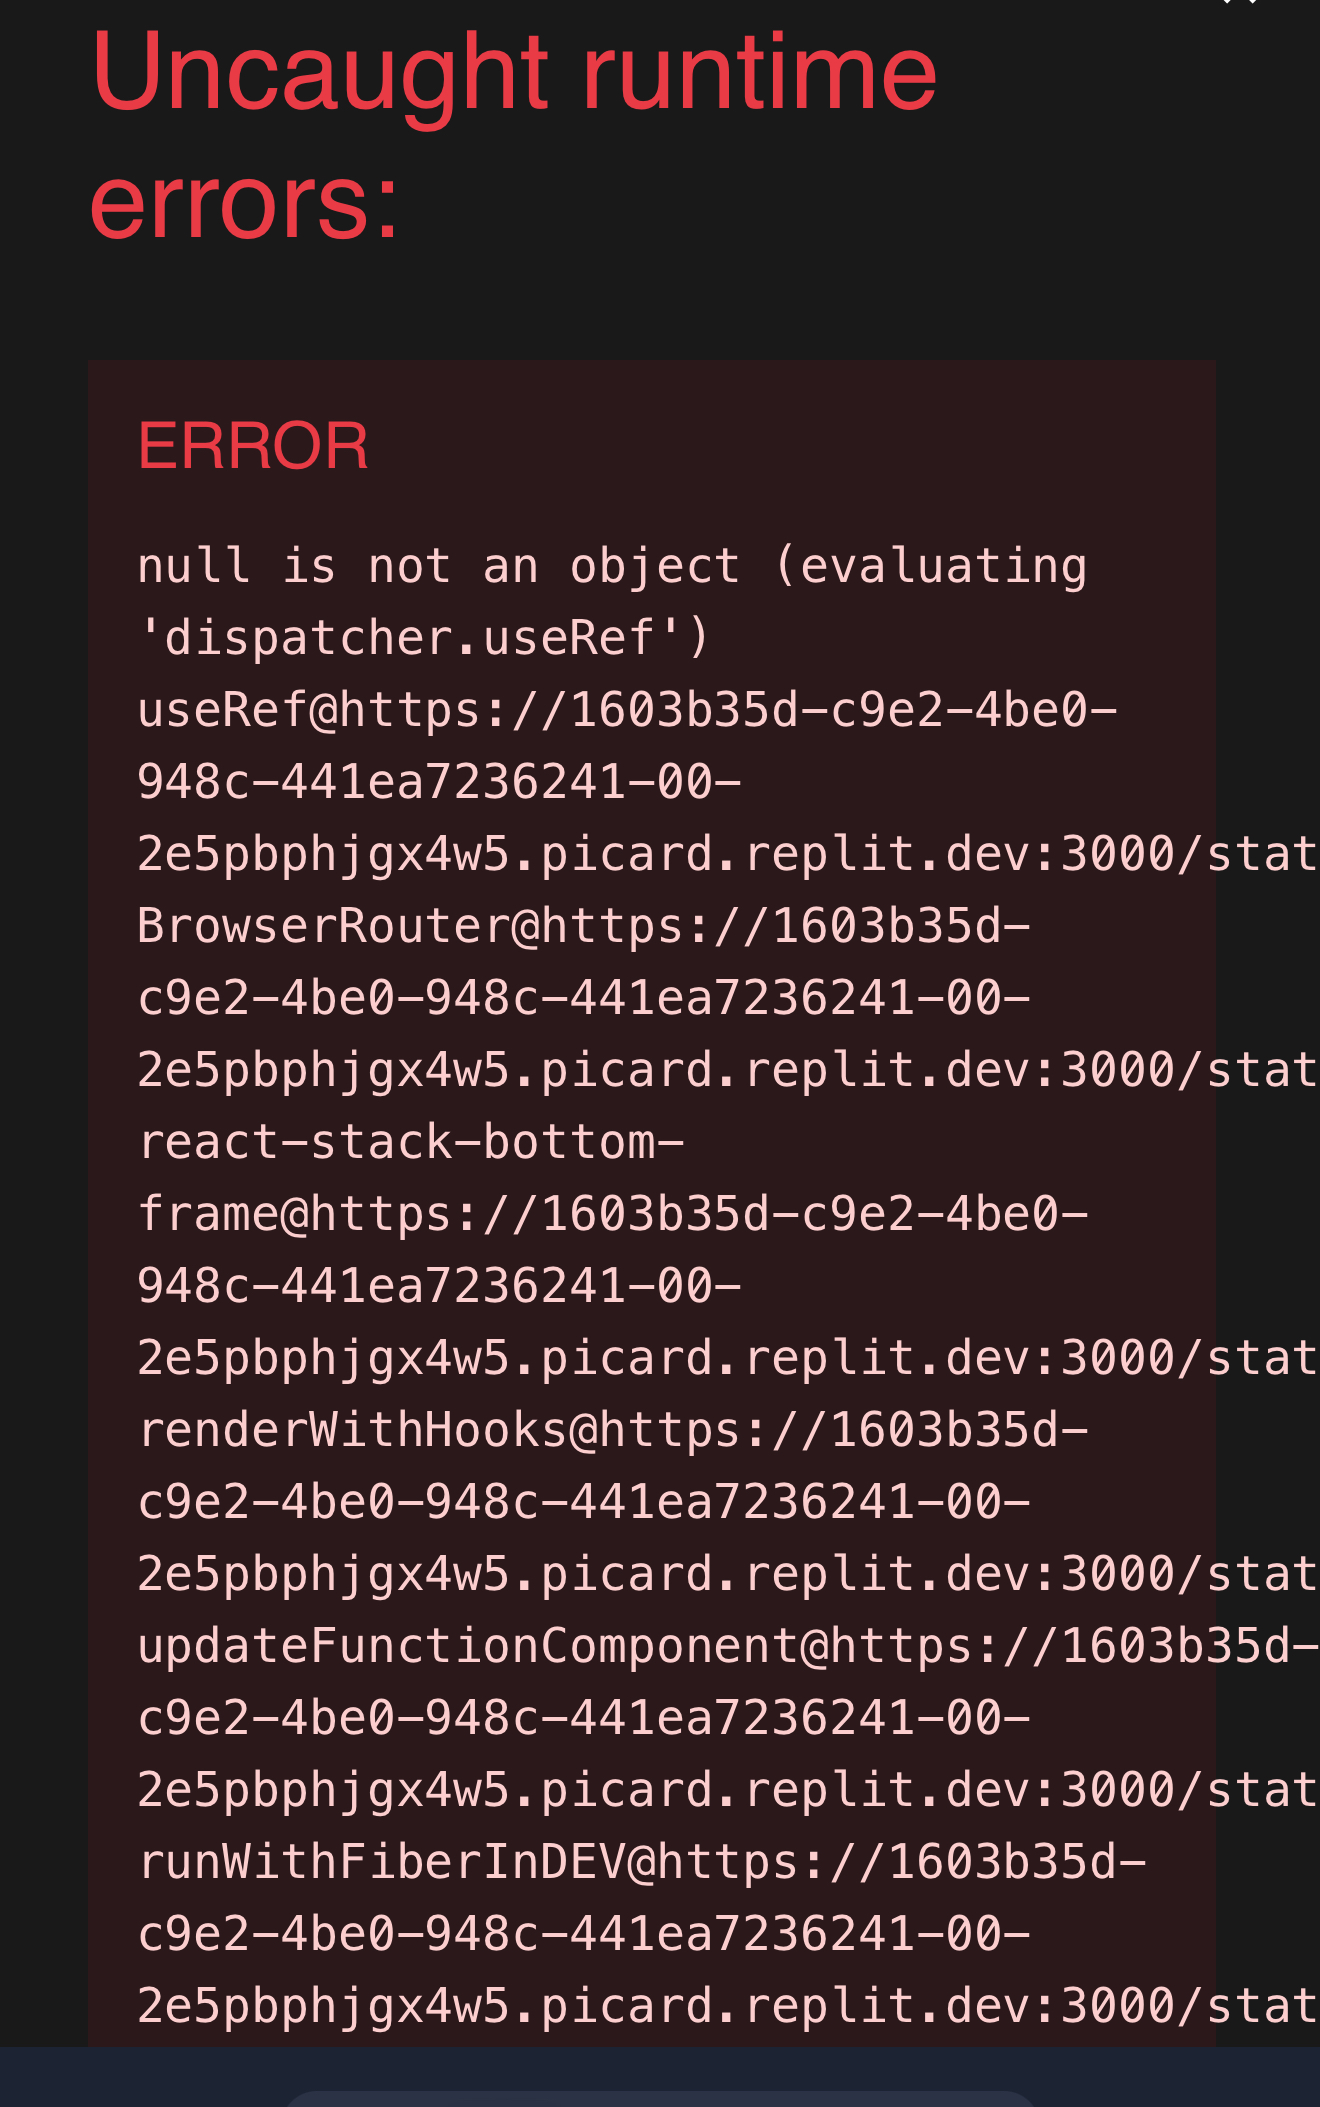 Uncaught runtime
errors:
ERROR
null is not an object (evaluating
'dispatcher.useRef')
useRef@https://1603b35d-c9e2-4be0-
948c-441ea7236241-00-
2e5pbphjgx4w5.picard.replit.dev:3000/stat
BrowserRouter@https://1603b35d-
c9e2-4be0-948c-441ea7236241-00-
2e5pbphjgx4w5.picard.replit.dev:3000/stat
react-stack-bottom-
frame@https://1603b35d-c9e2-4be0-
948c-441ea7236241-00-
2e5pbphjgx4w5.picard.replit.dev:3000/stat
renderWithHooks@https://1603b35d-
c9e2-4be0-948c-441ea7236241-00-
2e5pbphjgx4w5.picard.replit.dev:3000/stat
updateFunctionComponent@https://1603b35d-
c9e2-4be0-948c-441ea7236241-00-
2e5pbphjgx4w5.picard.replit.dev:3000/stat
runWithFiberInDEV@https://1603b35d-
c9e2-4be0-948c-441ea7236241-00-
2e5pbphjgx4w5.picard.replit.dev:3000/stat